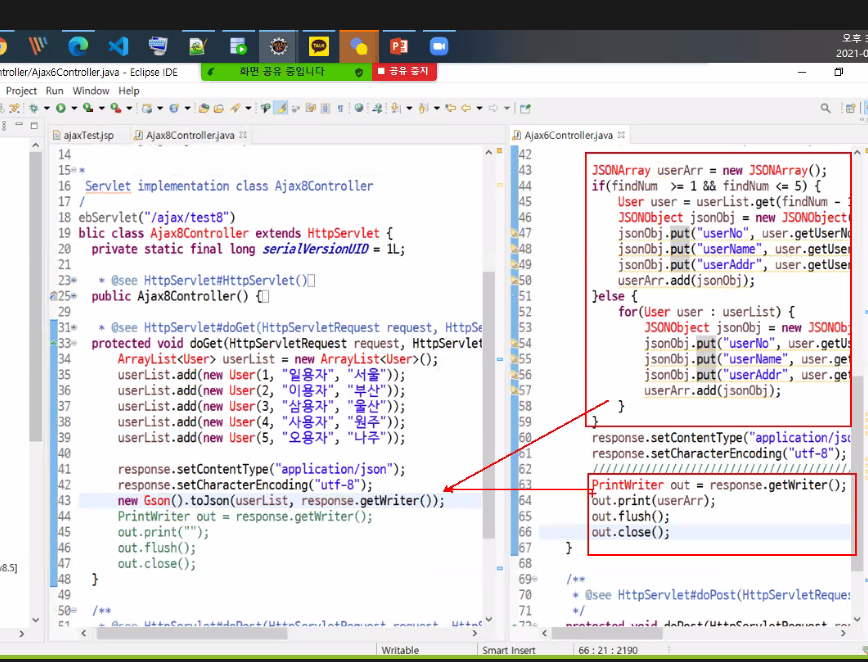 TALK
오후
2021-0
ntroller/Ajax6Controller.java - Eclipse IDE
화면 공유 중입니다
공유 중지
Project Run Window Help
ajaxTest.jsp
Ajax8Controller.java
14
15 *
16 Servlet implementation class Ajax8Controller
17 /
18 ebServlet("/ajax/test8")
19 blic class Ajax8Controller extends HttpServlet {
20 private static final long serialVersionUID = 1L;
21
23 * @see HttpServlet#HttpServlet()
25 public Ajax8Controller() {
28
31 * @see HttpServlet#doGet(HttpServletRequest request, HttpSe
33 protected void doGet(HttpServletRequest request, HttpServlet
34 ArrayList<User> userList = new ArrayList<User>();
35 userList.add(new User(1, "일용자", "서울"));
36 userList.add(new User(2, "이용자", "부산"));
37 userList.add(new User(3, "삼용자", "울산"));
38 userList.add(new User(4, "사용자", "원주"));
39 userList.add(new User(5, "오용자", "나주"));
40
41 response.setContentType("application/json");
42 response.setCharacterEncoding("utf-8");
43 new Gson().toJson(userList, response.getWriter());
44 PrintWriter out = response.getWriter();
45 out.print("");
46 out.flush();
47 out.close();
48 }
49
50 /**
51 * @see HttpServlet#doPost(HttpServletRequest request, HttpS
v8.5]
Ajax6Controller.java
42
43 JSONArray userArr = new JSONArray();
44 if(findNum >= 1 && findNum <= 5) {
45 User user = userList.get(findNum -
46 JSONObject jsonObj = new JSONObject(
47 jsonObj.put("userNo", user.getUserNo
48 jsonObj.put("userName", user.getUser
49 jsonObj.put("userAddr", user.getUser
50 userArr.add(jsonObj);
51 }else {
52 for(User user : userList) {
53 JSONObject jsonObj = new JSONObj
54 jsonObj.put("userNo", user.getUs
55 jsonObj.put("userName", user.get
56 jsonObj.put("userAddr", user.get
57 userArr.add(jsonObj);
58 }
59 }
60 response.setContentType("application/jso
61 response.setCharacterEncoding("utf-8");
62 ////////////////////////////////////////
63 PrintWriter out = response.getWriter();
64 out.print(userArr);
65 out.flush();
66 out.close();
67 }
68
69 /**
70 * @see HttpServlet#doPost(HttpServletReques
71 */
72 protected void doPost(HttpServletRequest re
Writable
Smart Insert
66 : 21 : 2190